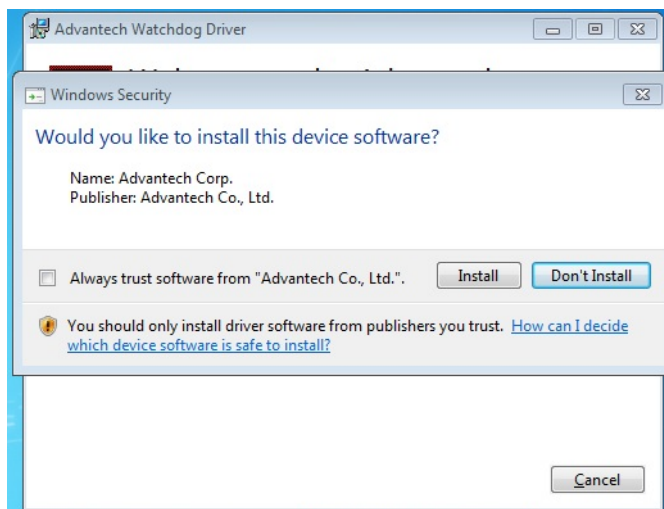 Advantech Watchdog Driver
Windows Security
Would you like to install this device software?
Name: Advantech Corp.
Publisher: Advantech Co., Ltd.
Always trust software from "Advantech Co., Ltd.".
Install
Don't Install
You should only install driver software from publishers you trust. How can I decide
which device software is safe to install?
Cancel